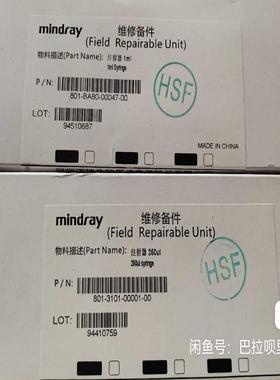 mindray
维修备件
(Field Repairable Unit)
物料描述(Part Name): 注射器 1ml
1ml Syringe
P/N:
801-BA80-00047-00
HSF
LOT:
94510687
MADE IN CHINA
mindray
维修备件
(Field Repairable Unit)
物料描述(Part Name): 注射器 250ul
250ul syringe
P/N:
801-3101-00001-00
HSF
LOT:
94410759
闲鱼号：巴拉呗里